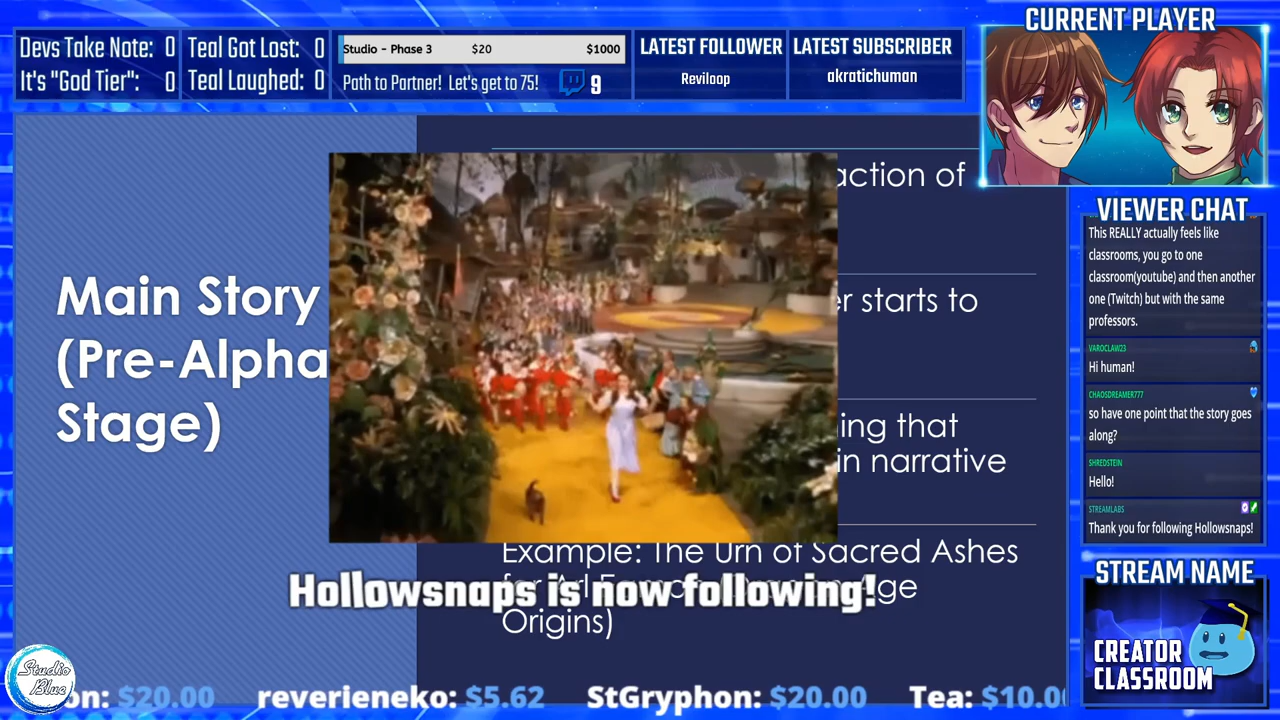 CURRENT PLAYER
Devs Take Note: 0
It's "God Tier": 0
Teal Got Lost: 0
Teal Laughed: 0
Studio - Phase 3 $20 $1000
Path to Partner! Let's get to 75! 9
LATEST FOLLOWER
Reviloop
LATEST SUBSCRIBER
akratichuman
Main Story
(Pre-Alpha
Stage)
action of
starts to
ing that
in narrative
Example: The Urn of Sacred Ashes
Origins)
Hollowsnaps is now following!
VIEWER CHAT
This REALLY actually feels like
classrooms, you go to one
classroom(youtube) and then another
one (Twitch) but with the same
professors.
VAROCLAW23
Hi human!
CHAOSDREAMER777
so have one point that the story goes
along?
SHREDSTEIN
Hello!
STREAMLABS
Thank you for following Hollowsnaps!
STREAM NAME
CREATOR
CLASSROOM
Studio
Blue
on: $20.00 reverieneko: $5.62 StGryphon: $20.00 Tea: $10.0